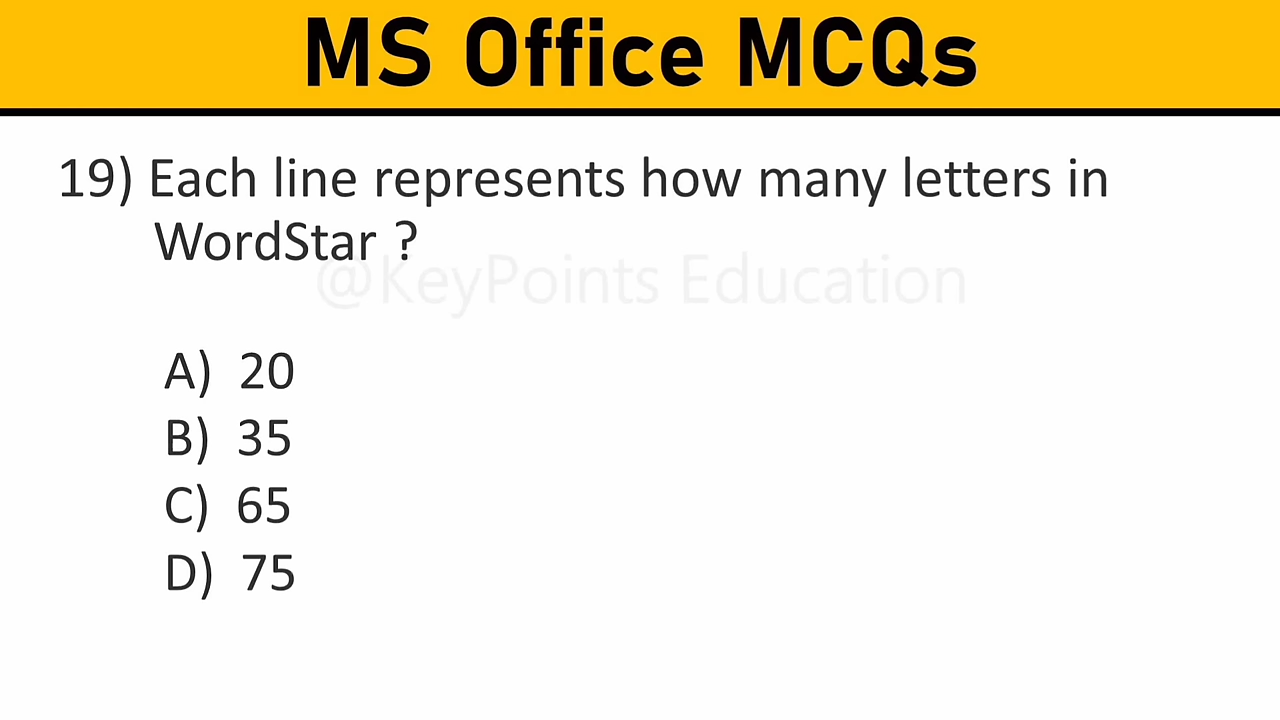 MS Office MCQs
19) Each line represents how many letters in
WordStar ?
@KeyPoints Education
A) 20
B) 35
C) 65
D) 75